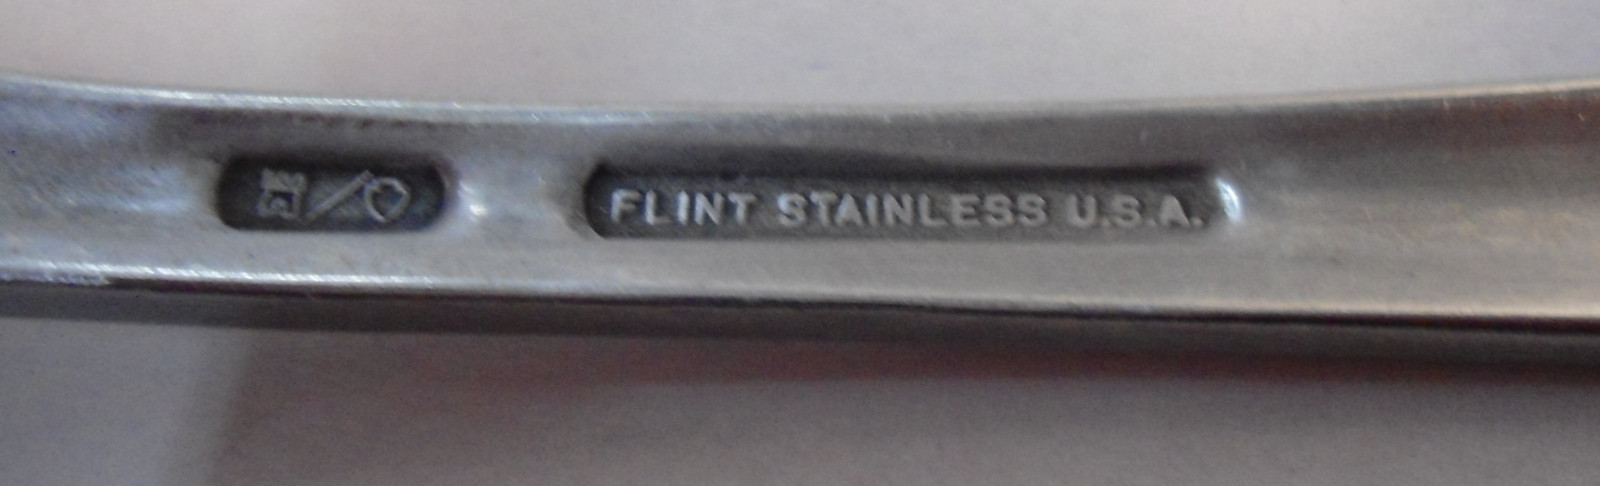 FLINT STAINLESS U.S.A.